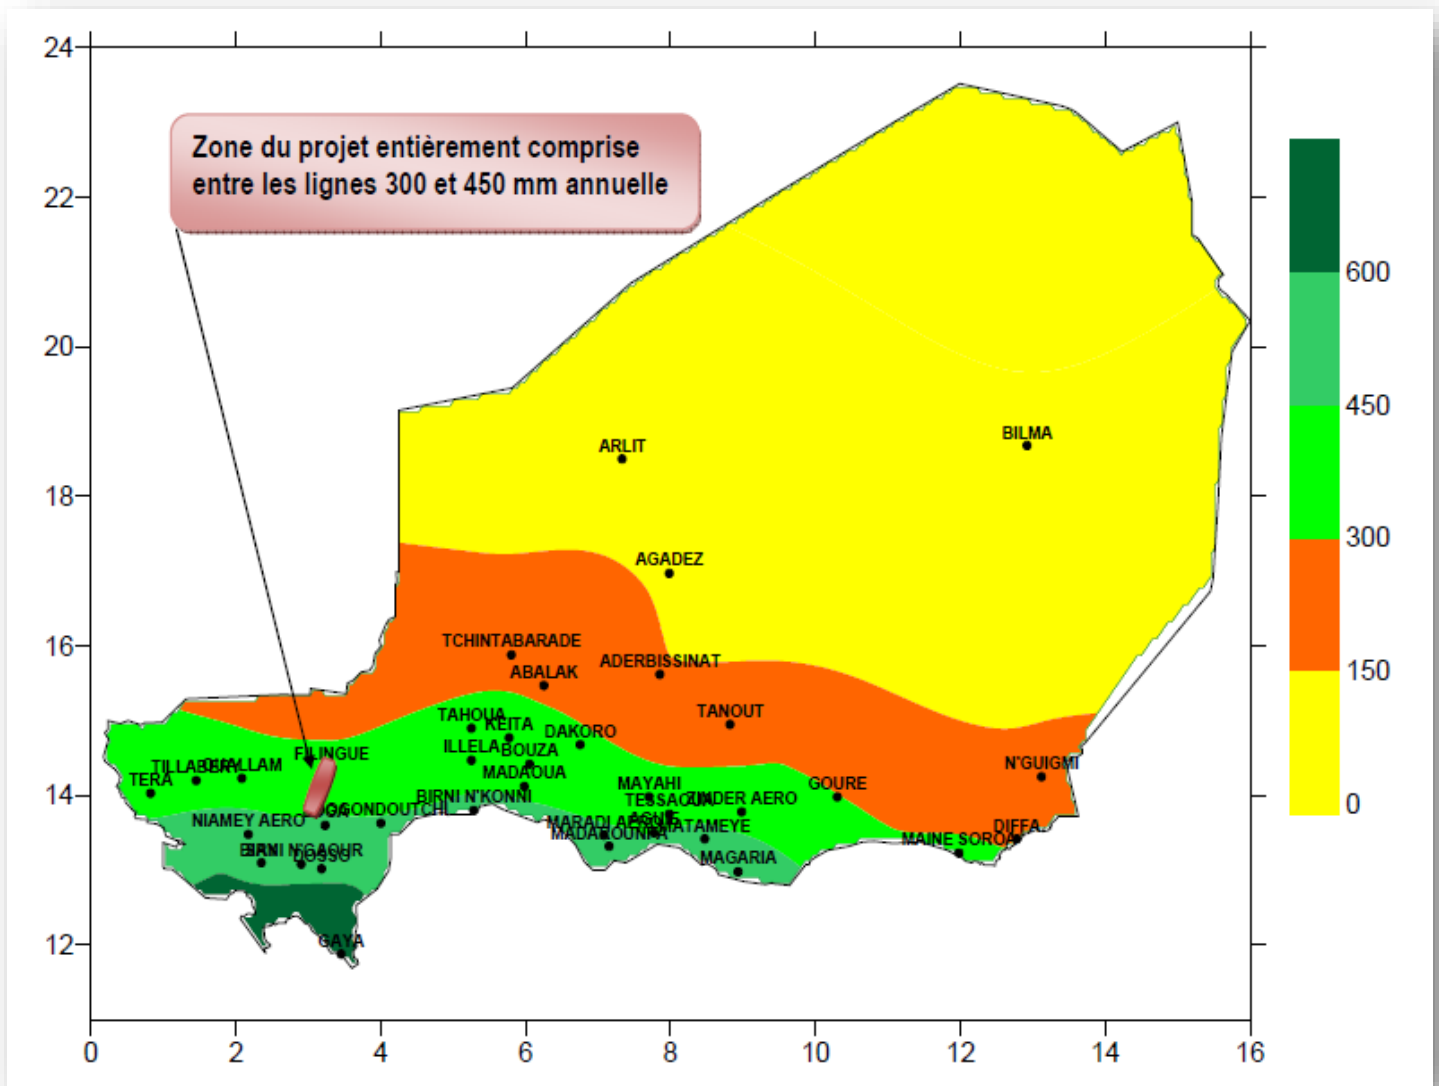 24
22
20
18
16
14
12
Zone du projet entièrement comprise
entre les lignes 300 et 450 mm annuelle
600
450
300
150
0
ARLIT
BILMA
AGADEZ
TCHINTABARADE
ABALAK
ADERBISSINAT
TANOUT
TAHOUA
KEITA
DAKORO
ILLELA
BOUZA
FILINGUE
TERA
TILLABERY
OUALLAM
MADAOUA
N'GUIGMI
MAYAHI
GOURE
BIRNI N'KONNI
TESSAOUA
ZINDER AERO
NIAMEY AERO
DOGONDOUTCHI
MATAMEYE
DIFFA
MAINE SOROA
BIRNI N'GAOUR
DOSSO
MAGARIA
GAYA
0
2
4
6
8
10
12
14
16